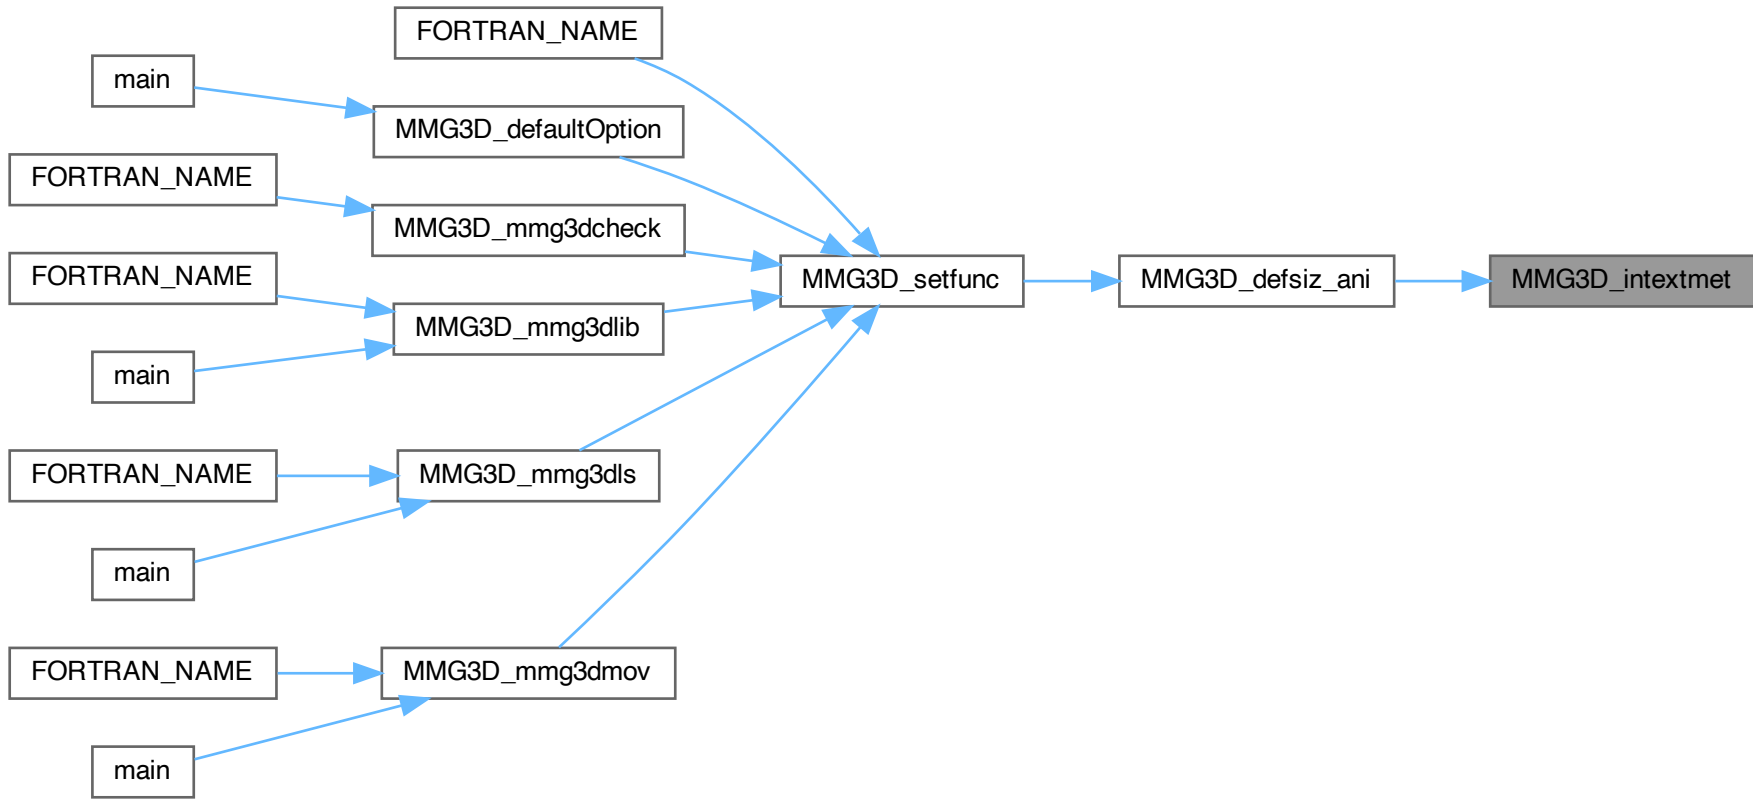 FORTRAN_NAME
main
MMG3D_defaultOption
FORTRAN_NAME
MMG3D_mmg3dcheck
FORTRAN_NAME
MMG3D_setfunc
MMG3D_defsiz_ani
MMG3D_intextmet
MMG3D_mmg3dlib
main
FORTRAN_NAME
MMG3D_mmg3dls
main
FORTRAN_NAME
MMG3D_mmg3dmov
main